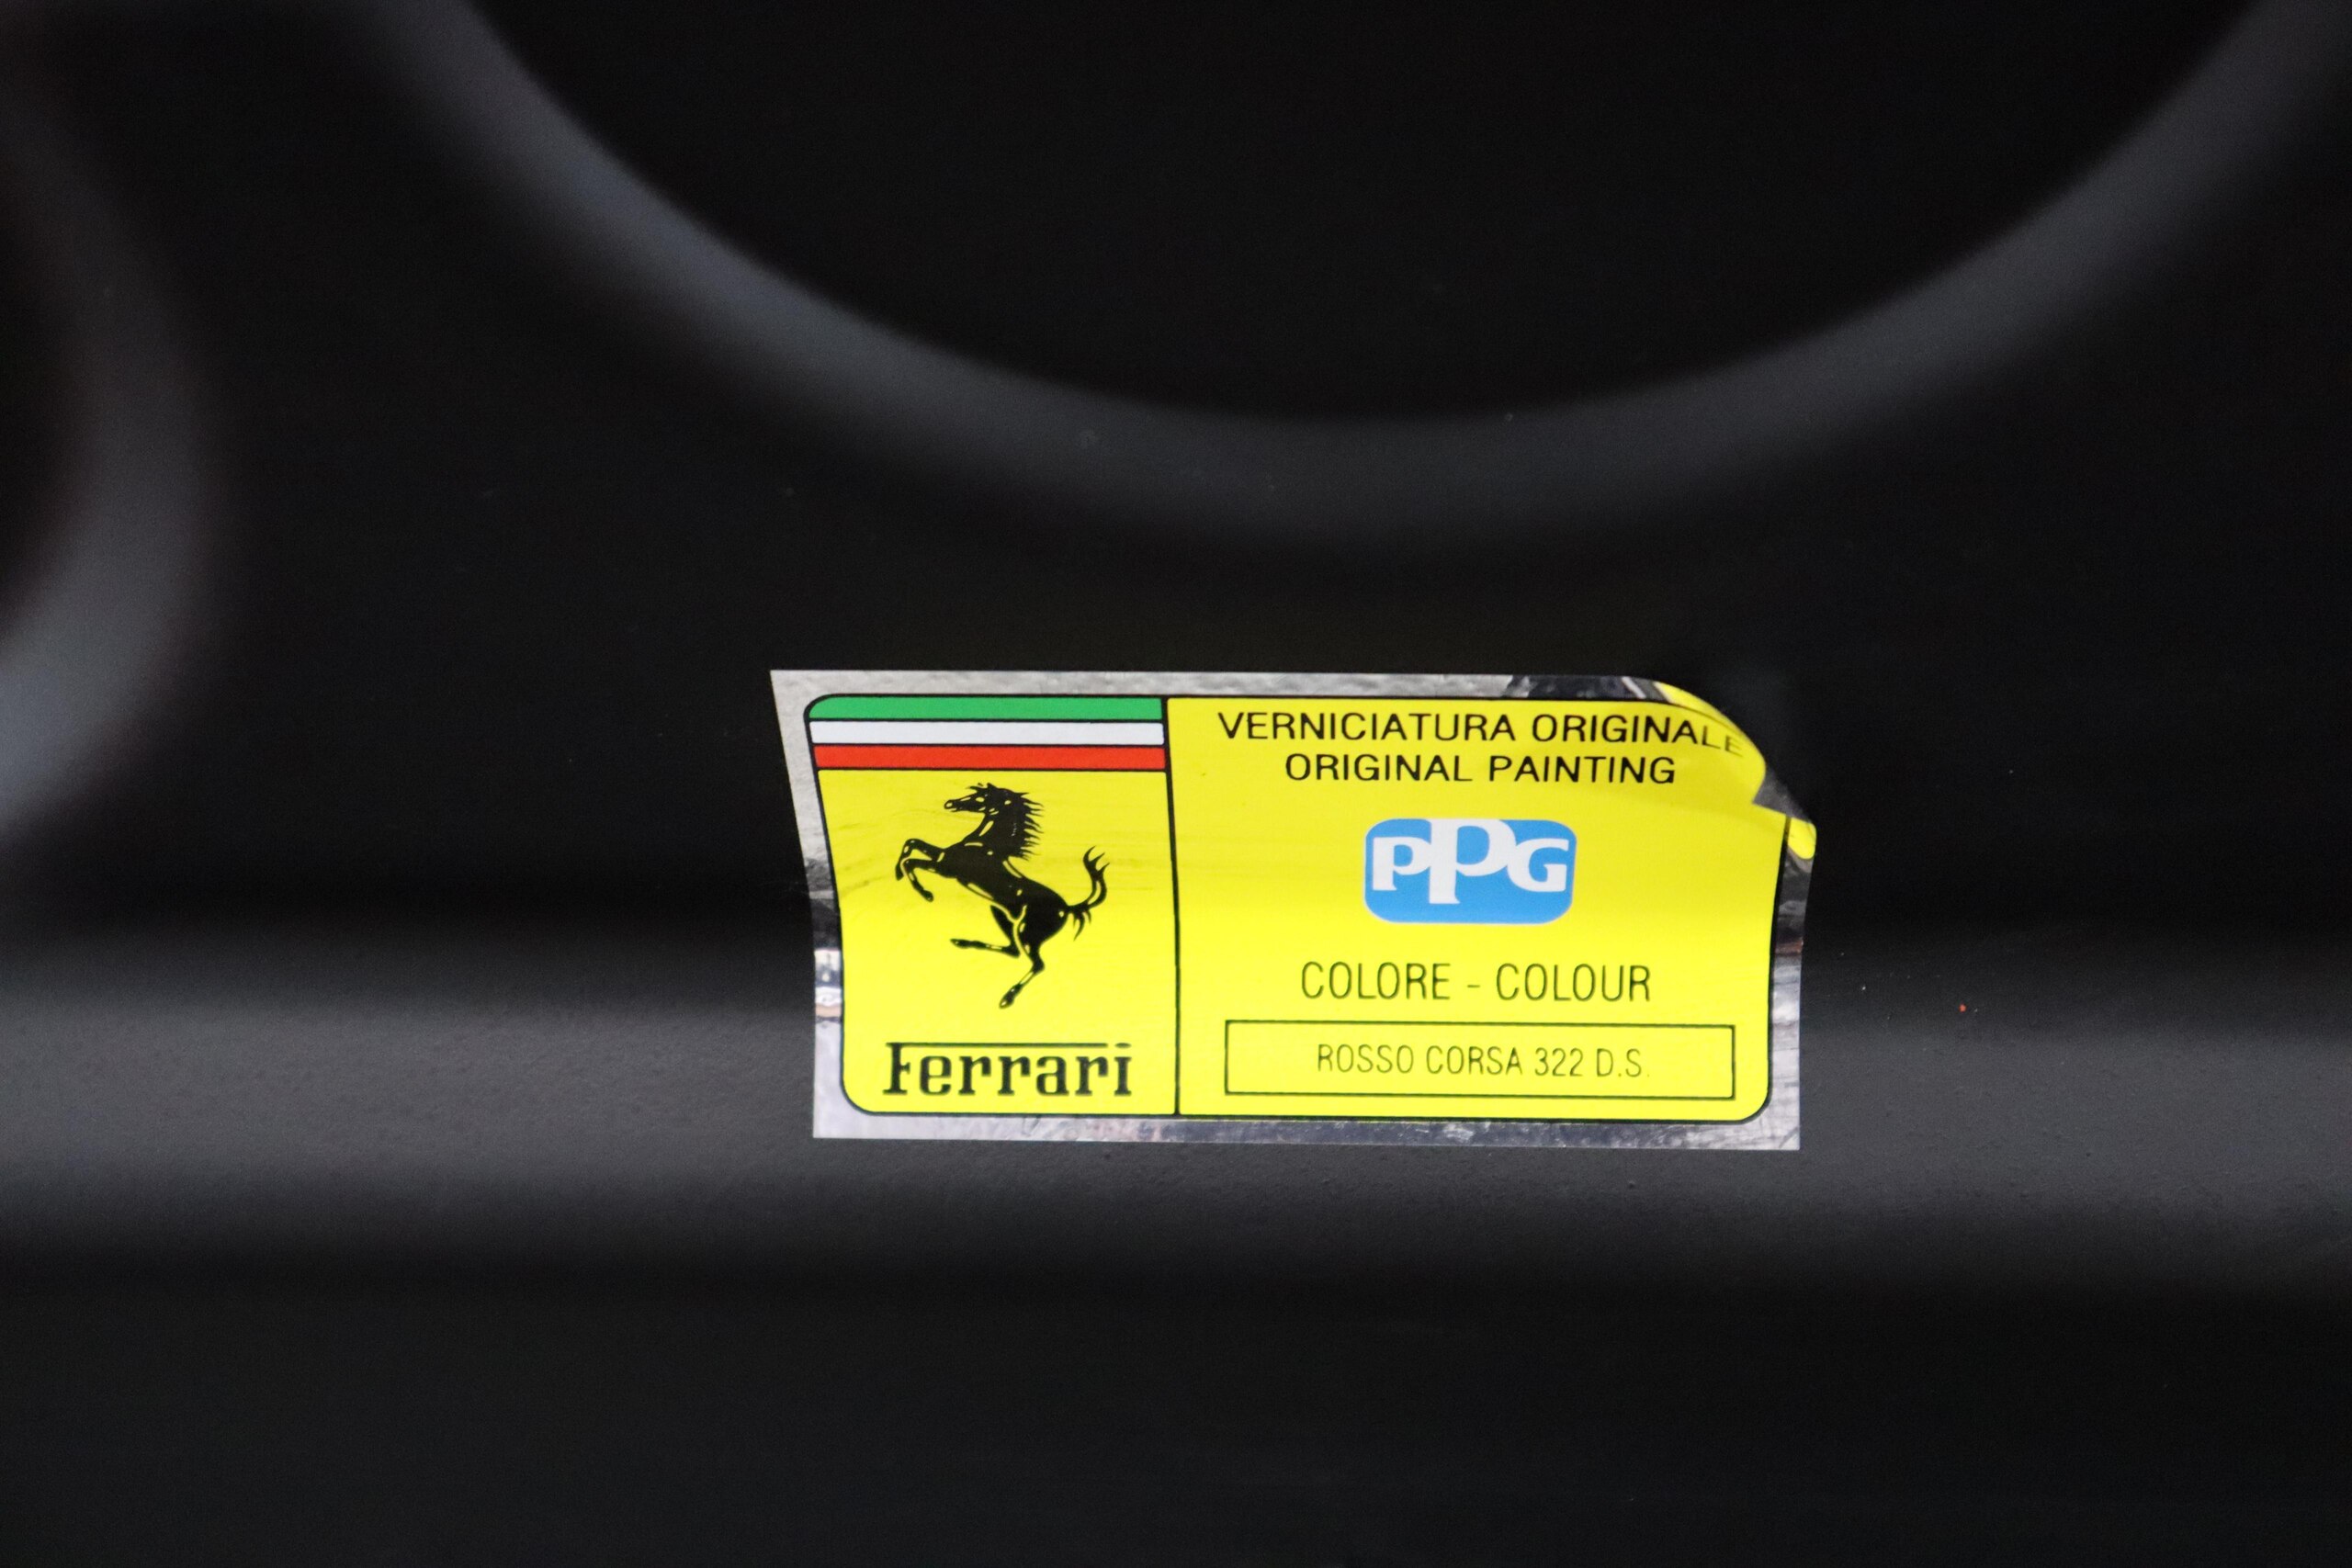 VERNICIATURA ORIGINALE
ORIGINAL PAINTING
PPG
COLORE - COLOUR
ROSSO CORSA 322 D.S.
Ferrari